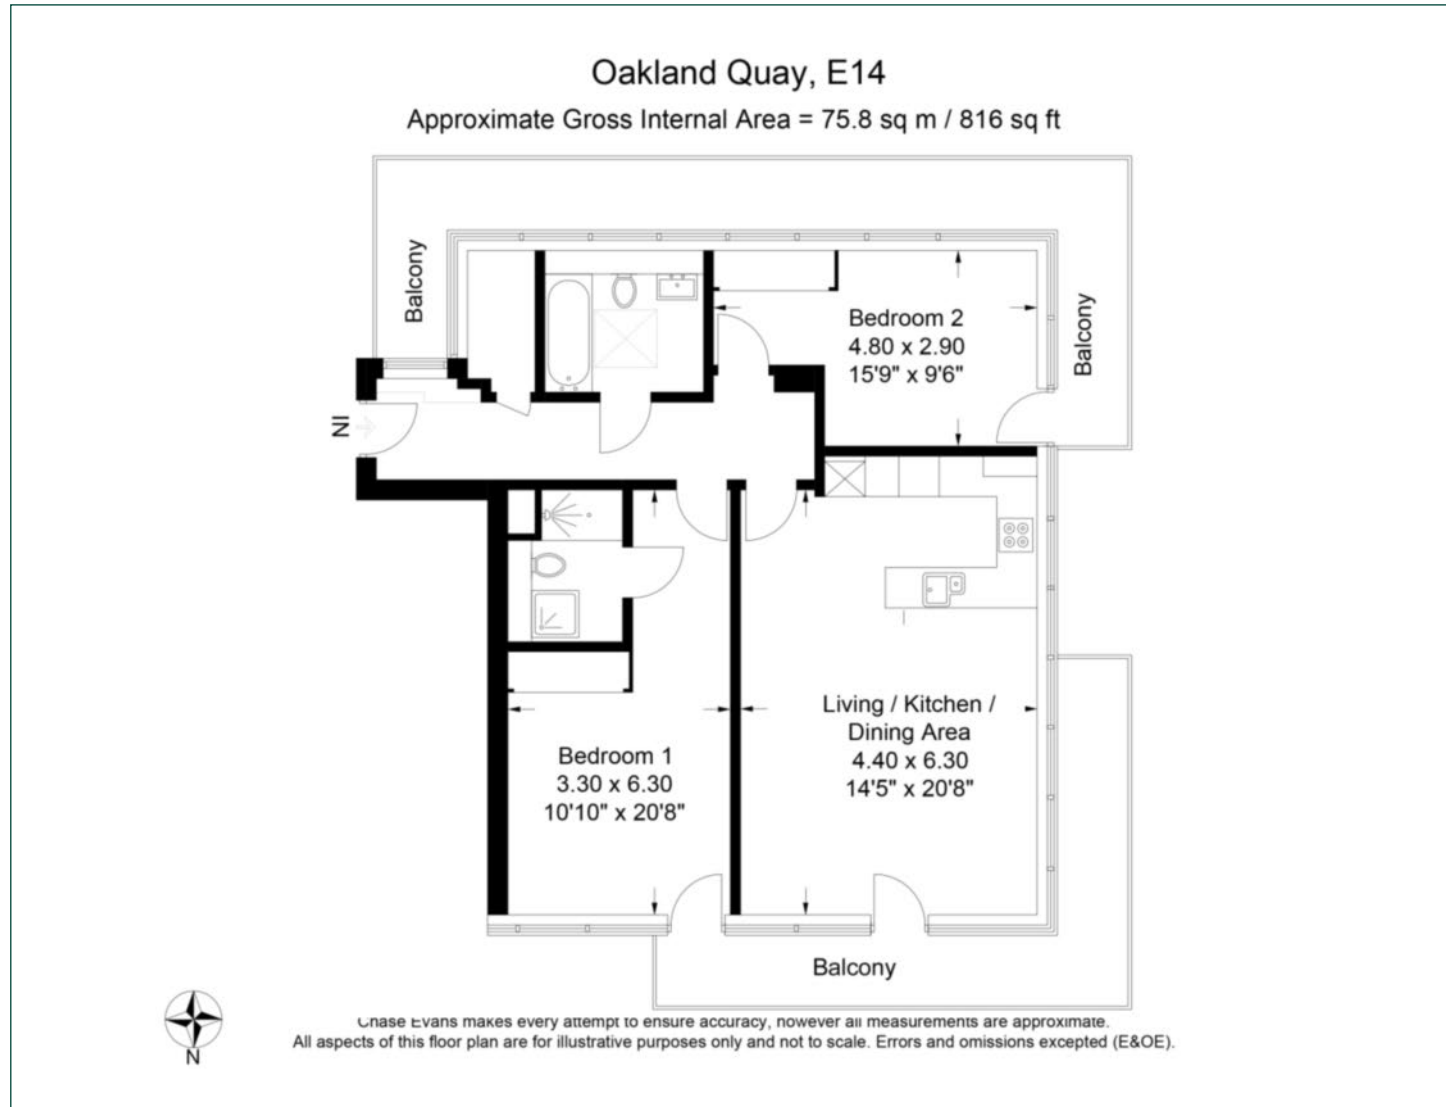 Oakland Quay, E14
Approximate Gross Internal Area = 75.8 sq m / 816 sq ft
Balcony
Balcony
Bedroom 2
4.80 x 2.90
15'9" x 9'6"
IN
Living / Kitchen /
Dining Area
4.40 x 6.30
14'5" x 20'8"
Bedroom 1
3.30 x 6.30
10'10" x 20'8"
Balcony
N
Chase Evans makes every attempt to ensure accuracy, however all measurements are approximate.
All aspects of this floor plan are for illustrative purposes only and not to scale. Errors and omissions excepted (E&OE).